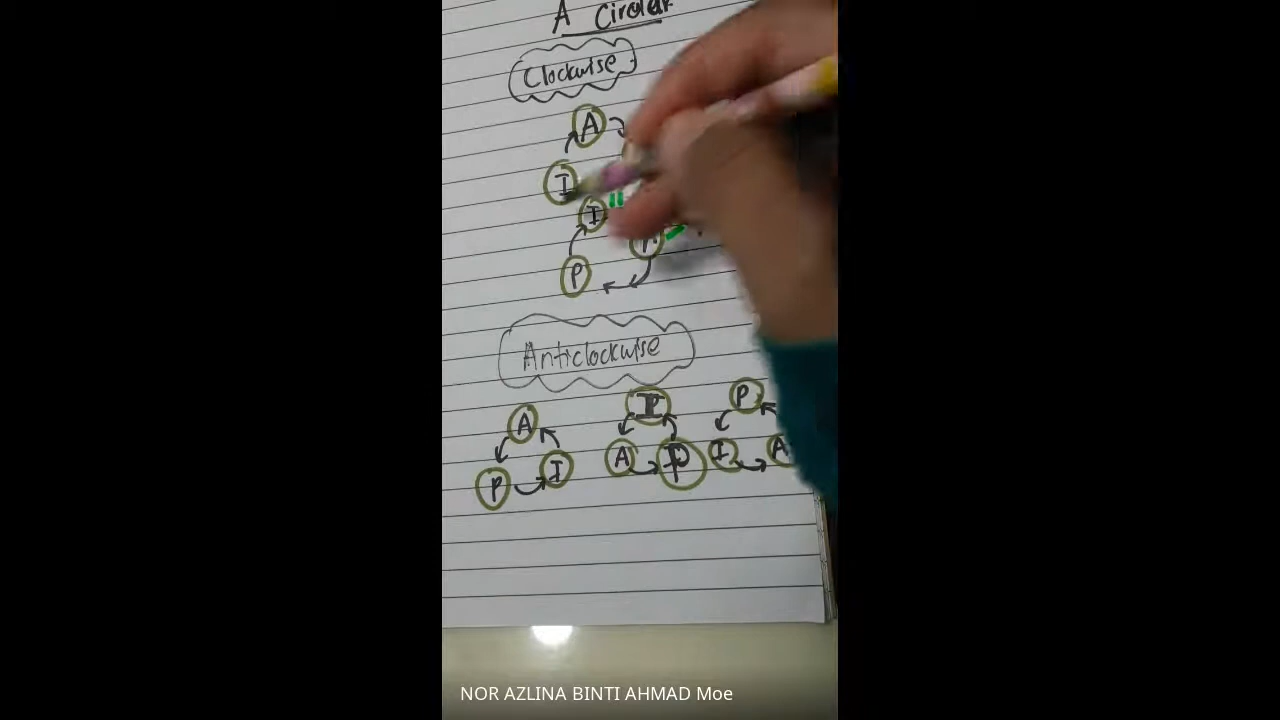 A Circular
Clockwise
A
I
I
P
Anticlockwise
A P I
A P I P I A
NOR AZLINA BINTI AHMAD Moe